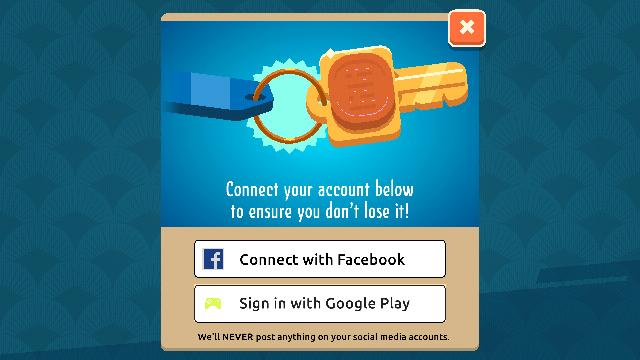 Connect your account below
to ensure you don't lose it!
Connect with Facebook
Sign in with Google Play
We'll NEVER post anything on your social media accounts.